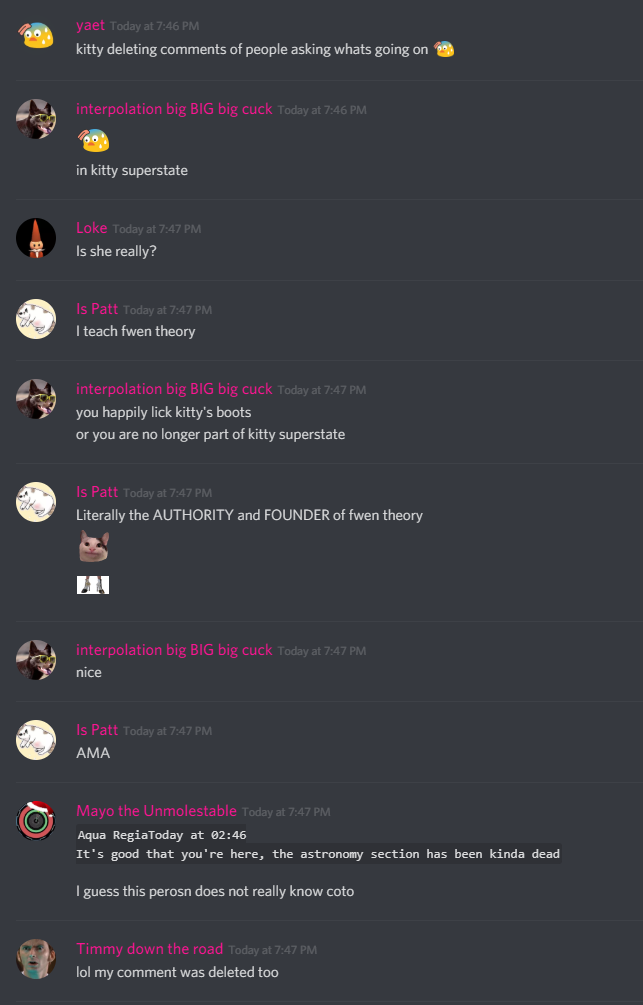 yaet Today at 7:46 PM
kitty deleting comments of people asking whats going on
interpolation big BIG big cuck Today at 7:46 PM
in kitty superstate
Loke Today at 7:47 PM
Is she really?
Is Patt Today at 7:47 PM
I teach fwen theory
interpolation big BIG big cuck Today at 7:47 PM
you happily lick kitty's boots
or you are no longer part of kitty superstate
Is Patt Today at 7:47 PM
Literally the AUTHORITY and FOUNDER of fwen theory
interpolation big BIG big cuck Today at 7:47 PM
nice
Is Patt Today at 7:47 PM
AMA
Mayo the Unmolestable Today at 7:47 PM
Aqua RegiaToday at 02:46
It's good that you're here, the astronomy section has been kinda dead
I guess this perosn does not really know coto
Timmy down the road Today at 7:47 PM
lol my comment was deleted too